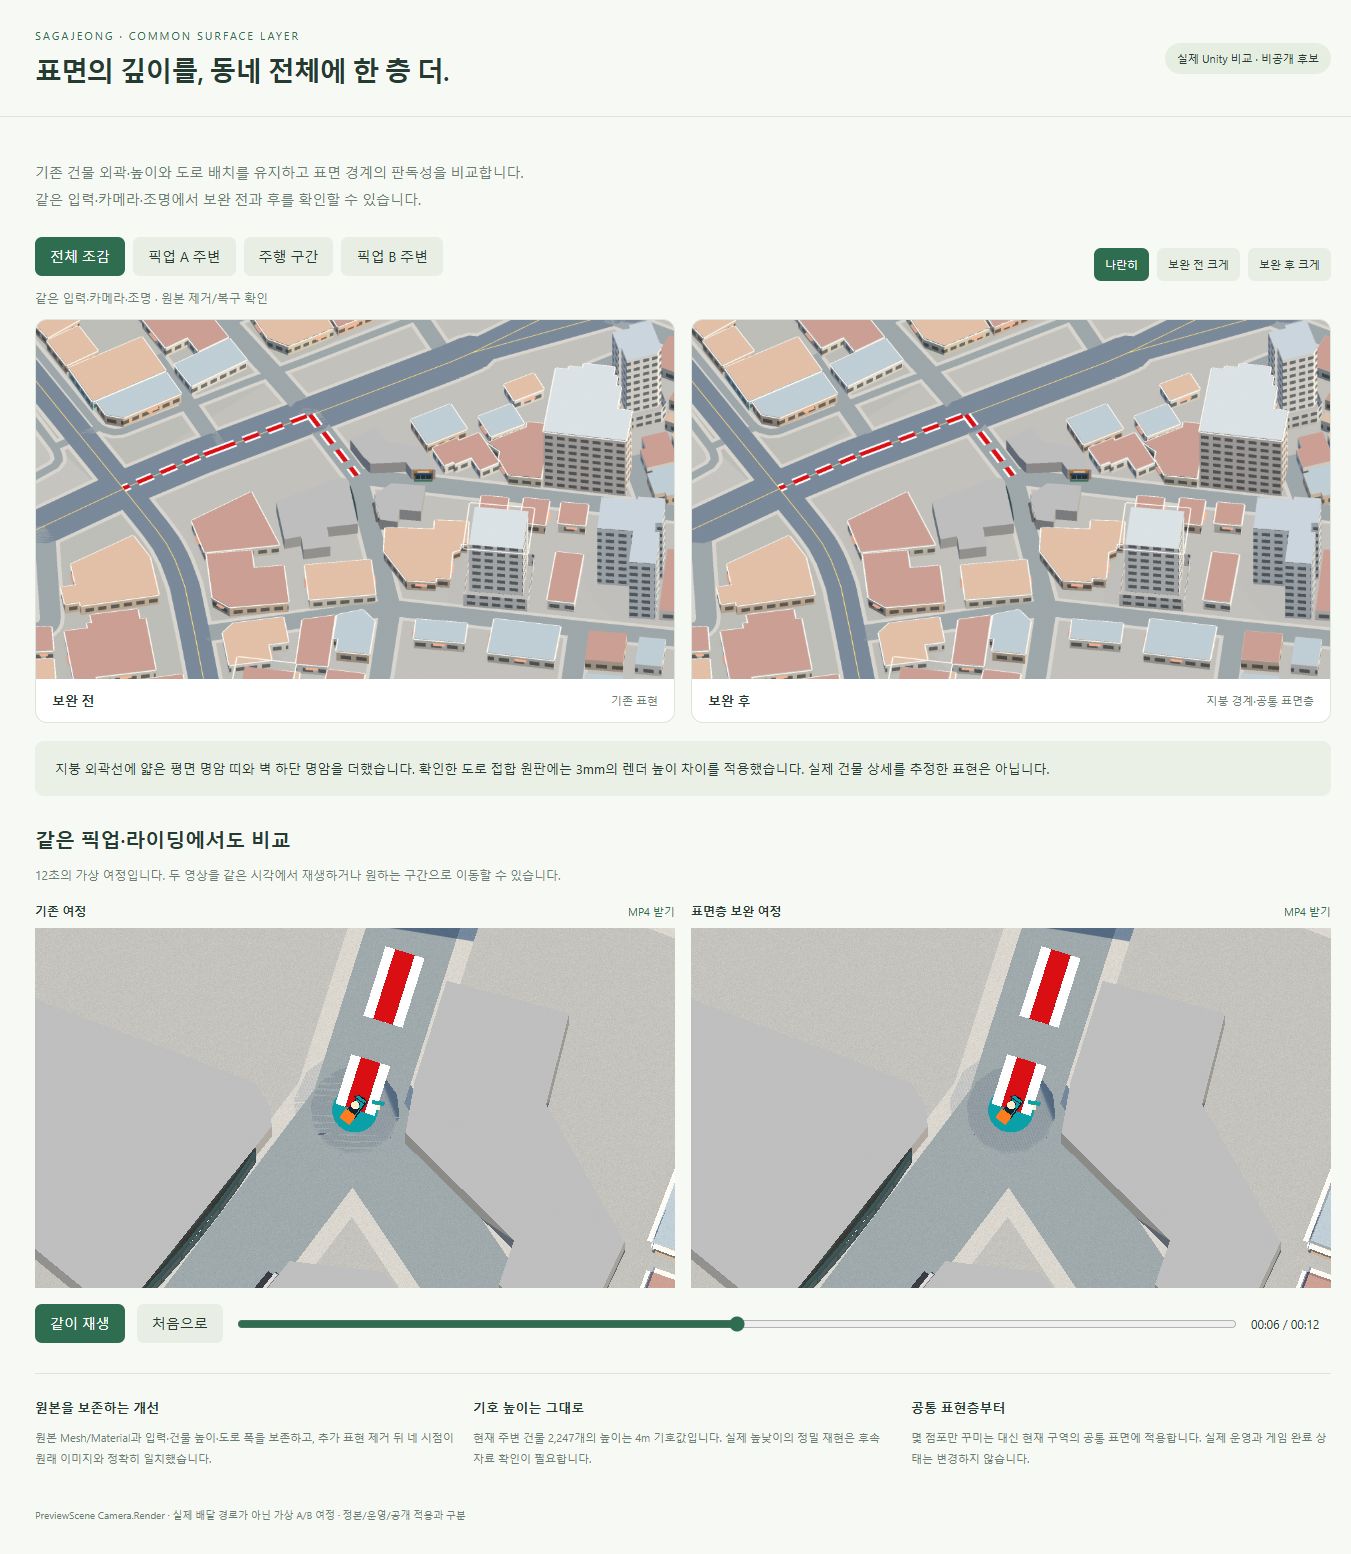 SAGAJEONG · COMMON SURFACE LAYER
표면의 깊이를, 동네 전체에 한 층 더.
실제 Unity 비교 · 비공개 후보
기존 건물 외곽·높이와 도로 배치를 유지하고 표면 경계의 판독성을 비교합니다.
같은 입력·카메라·조명에서 보완 전과 후를 확인할 수 있습니다.
전체 조감
픽업 A 주변
주행 구간
픽업 B 주변
나란히
보완 전 크게
보완 후 크게
같은 입력·카메라·조명 · 원본 제거/복구 확인
보완 전
기존 표현
보완 후
지붕 경계·공통 표면층
지붕 외곽선에 얇은 평면 명암 띠와 벽 하단 명암을 더했습니다. 확인한 도로 접합 원판에는 3mm의 렌더 높이 차이를 적용했습니다. 실제 건물 상세를 추정한 표현은 아닙니다.
같은 픽업·라이딩에서도 비교
12초의 가상 여정입니다. 두 영상을 같은 시각에서 재생하거나 원하는 구간으로 이동할 수 있습니다.
기존 여정
MP4 받기
표면층 보완 여정
MP4 받기
같이 재생
처음으로
00:06 / 00:12
원본을 보존하는 개선
원본 Mesh/Material과 입력·건물 높이·도로 폭을 보존하고, 추가 표현 제거 뒤 네 시점이
원래 이미지와 정확히 일치했습니다.
기호 높이는 그대로
현재 주변 건물 2,247개의 높이는 4m 기호값입니다. 실제 높낮이의 정밀 재현은 후속
자료 확인이 필요합니다.
공통 표현층부터
몇 점포만 꾸미는 대신 현재 구역의 공통 표면에 적용합니다. 실제 운영과 게임 완료 상
태는 변경하지 않습니다.
PreviewScene Camera.Render · 실제 배달 경로가 아닌 가상 A/B 여정 · 정본/운영/공개 적용과 구분